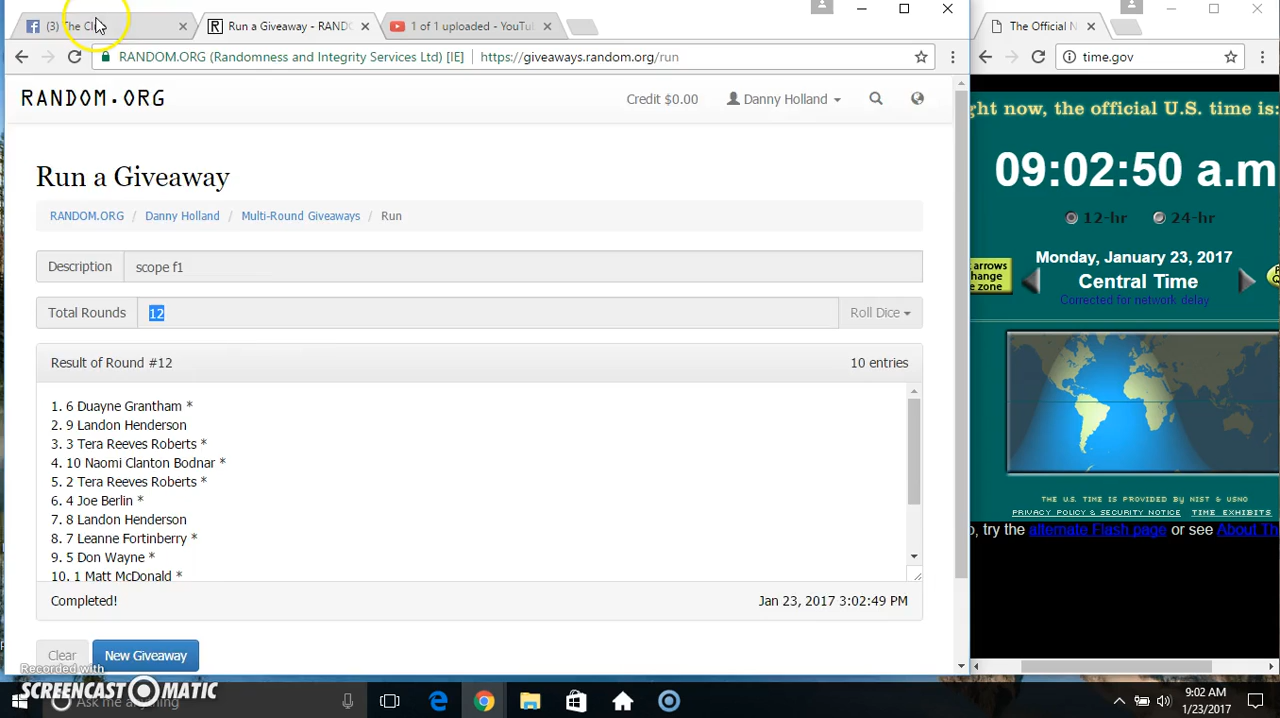 (3) The Cl
Run a Giveaway - RAND
1 of 1 uploaded - YouTu
The Official N
RANDOM.ORG (Randomness and Integrity Services Ltd) [IE]
https://giveaways.random.org/run
time.gov
RANDOM.ORG
Credit $0.00
Danny Holland
ght now, the official U.S. time is:
09:02:50 a.m
12-hr
24-hr
Run a Giveaway
RANDOM.ORG / Danny Holland / Multi-Round Giveaways / Run
Description
scope f1
arrows
hange
e zone
Monday, January 23, 2017
Central Time
Corrected for network delay
Total Rounds
12
Roll Dice
Result of Round #12
10 entries
1. 6 Duayne Grantham *
2. 9 Landon Henderson
3. 3 Tera Reeves Roberts *
4. 10 Naomi Clanton Bodnar *
5. 2 Tera Reeves Roberts *
6. 4 Joe Berlin *
7. 8 Landon Henderson
8. 7 Leanne Fortinberry *
9. 5 Don Wayne *
10. 1 Matt McDonald *
THE U.S. TIME IS PROVIDED BY NIST & USNO
PRIVACY POLICY & SECURITY NOTICE TIME EXHIBITS
o, try the alternate Flash page or see About Th
Completed!
Jan 23, 2017 3:02:49 PM
Clear
New Giveaway
Recorded with
SCREENCAST-O-MATIC
Ask me anything
9:02 AM
1/23/2017